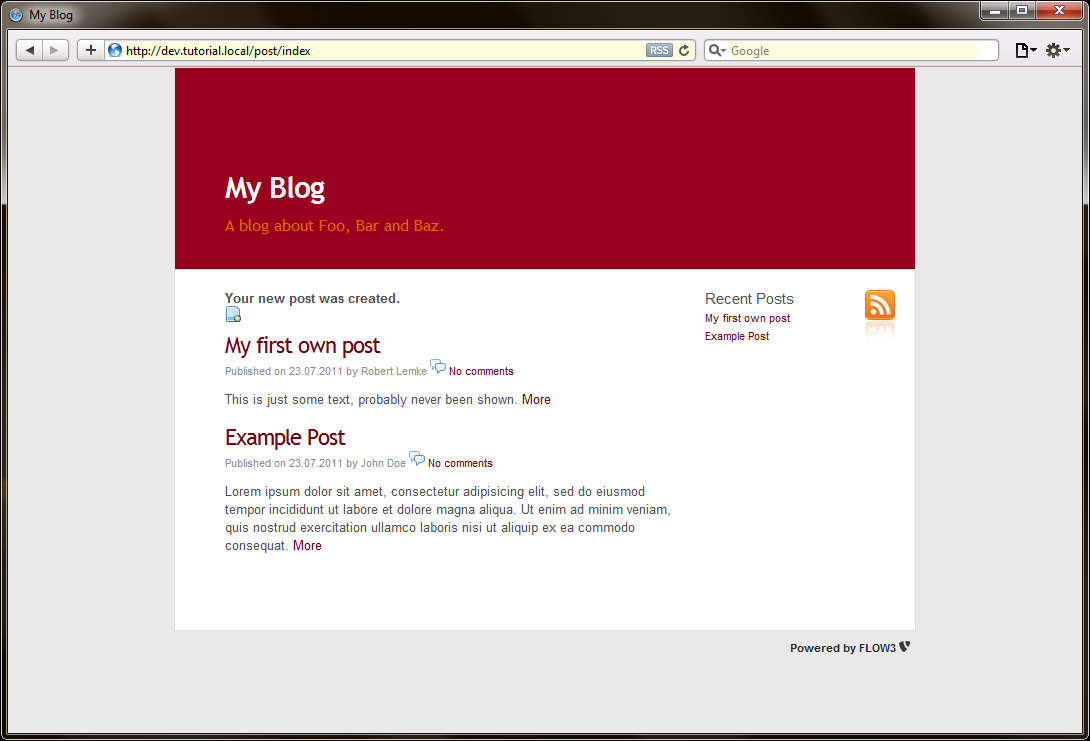 My Blog
http://dev.tutorial.local/post/index
RSS
Google
My Blog
A blog about Foo, Bar and Baz.
Your new post was created.
My first own post
Published on 23.07.2011 by Robert Lemke No comments
This is just some text, probably never been shown. More
Example Post
Published on 23.07.2011 by John Doe No comments
Lorem ipsum dolor sit amet, consectetur adipisicing elit, sed do eiusmod
tempor incididunt ut labore et dolore magna aliqua. Ut enim ad minim veniam,
quis nostrud exercitation ullamco laboris nisi ut aliquip ex ea commodo
consequat. More
Recent Posts
My first own post
Example Post
Powered by FLOW3